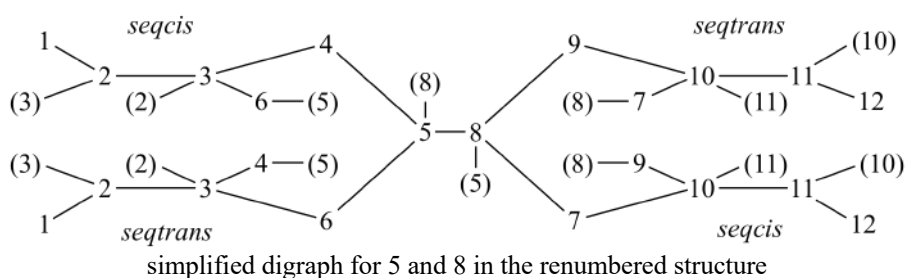 seqcis seqtrans
1 4 9 (10)
2 3 (8) 10 11
(3) (2) 6 (5) (8) 7 (11) 12
5 8
(3) (2) 4 (5) (5) (8) 9 (11) (10)
2 3 10 11
1 seqtrans 6 7 seqcis 12
simplified digraph for 5 and 8 in the renumbered structure